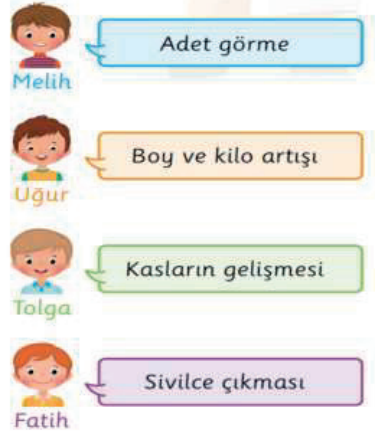 Adet görme
Melih
Boy ve kilo artışı
Uğur
Kasların gelişmesi
Tolga
Sivilce çıkması
Fatih